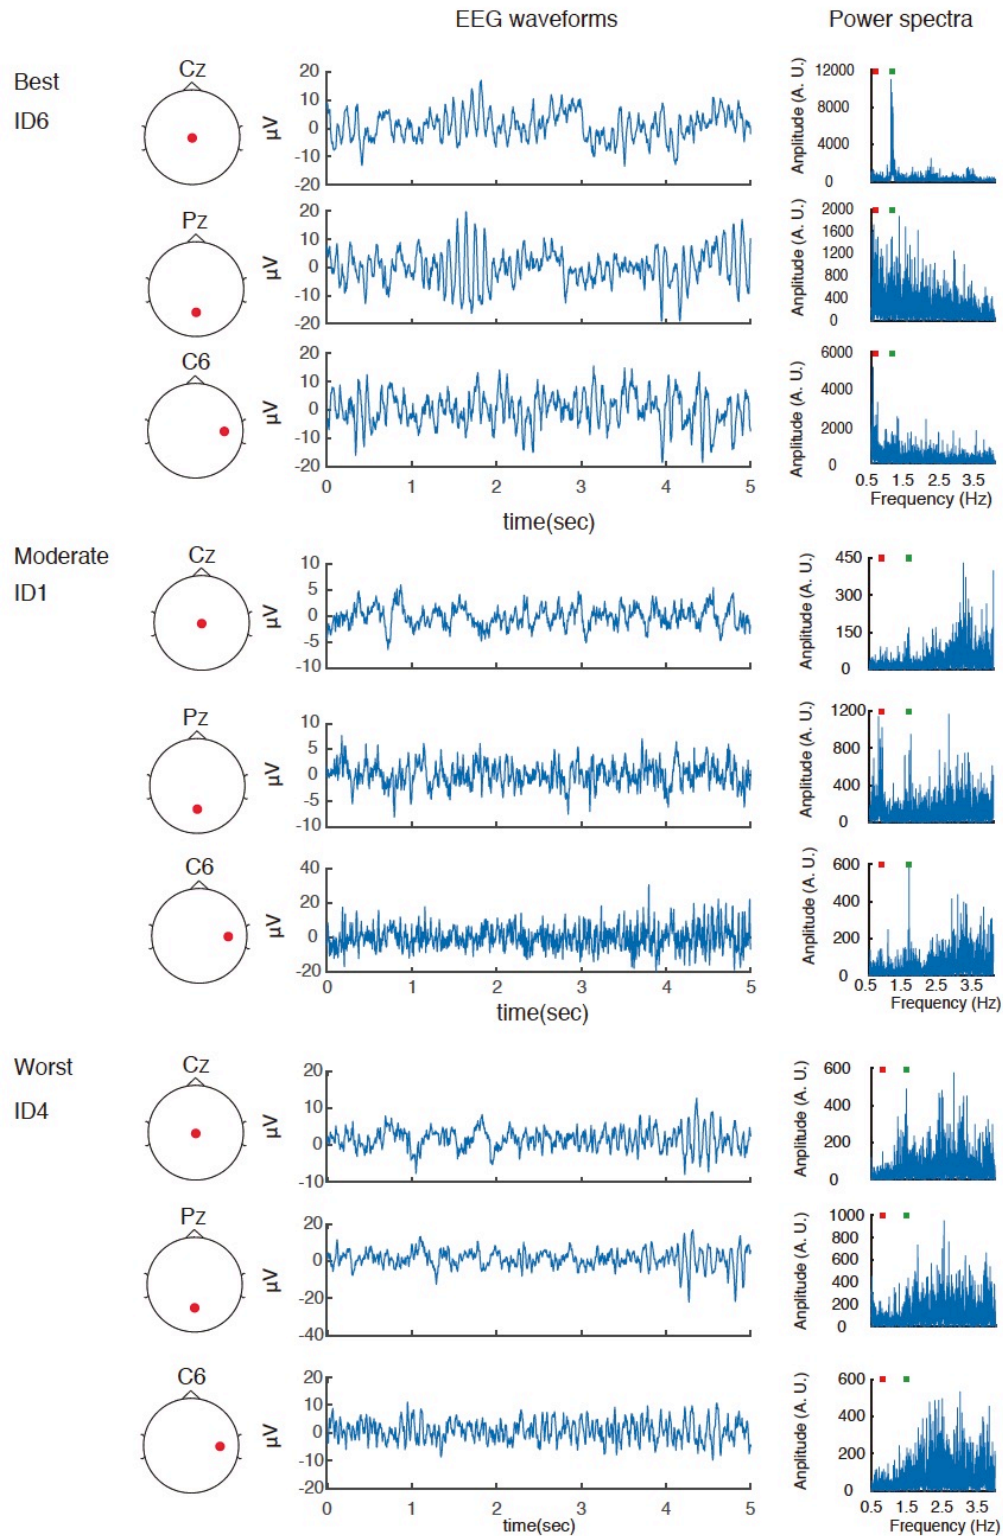 EEG waveforms Power spectra
Best
ID6
Cz
μV
20
10
0
-10
-20
Anplitude (A. U.)
12000
8000
4000
0
Pz
μV
20
10
0
-10
-20
Anplitude (A. U.)
2000
1600
1200
800
400
0
C6
μV
20
10
0
-10
-20
0 1 2 3 4 5
time(sec)
Anplitude (A. U.)
6000
4000
2000
0
0.5 1.5 2.5 3.5
Frequency (Hz)
Moderate
ID1
Cz
μV
10
5
0
-5
-10
Anplitude (A. U.)
450
300
150
0
Pz
μV
10
5
0
-5
-10
Anplitude (A. U.)
1200
800
400
0
C6
μV
40
20
0
-20
0 1 2 3 4 5
time(sec)
Anplitude (A. U.)
600
400
200
0
0.5 1.5 2.5 3.5
Frequency (Hz)
Worst
ID4
Cz
μV
20
10
0
-10
Anplitude (A. U.)
600
400
200
0
Pz
μV
20
0
-20
-40
Anplitude (A. U.)
1000
800
600
400
200
0
C6
μV
20
10
0
-10
-20
0 1 2 3 4 5
time(sec)
Anplitude (A. U.)
600
400
200
0
0.5 1.5 2.5 3.5
Frequency (Hz)